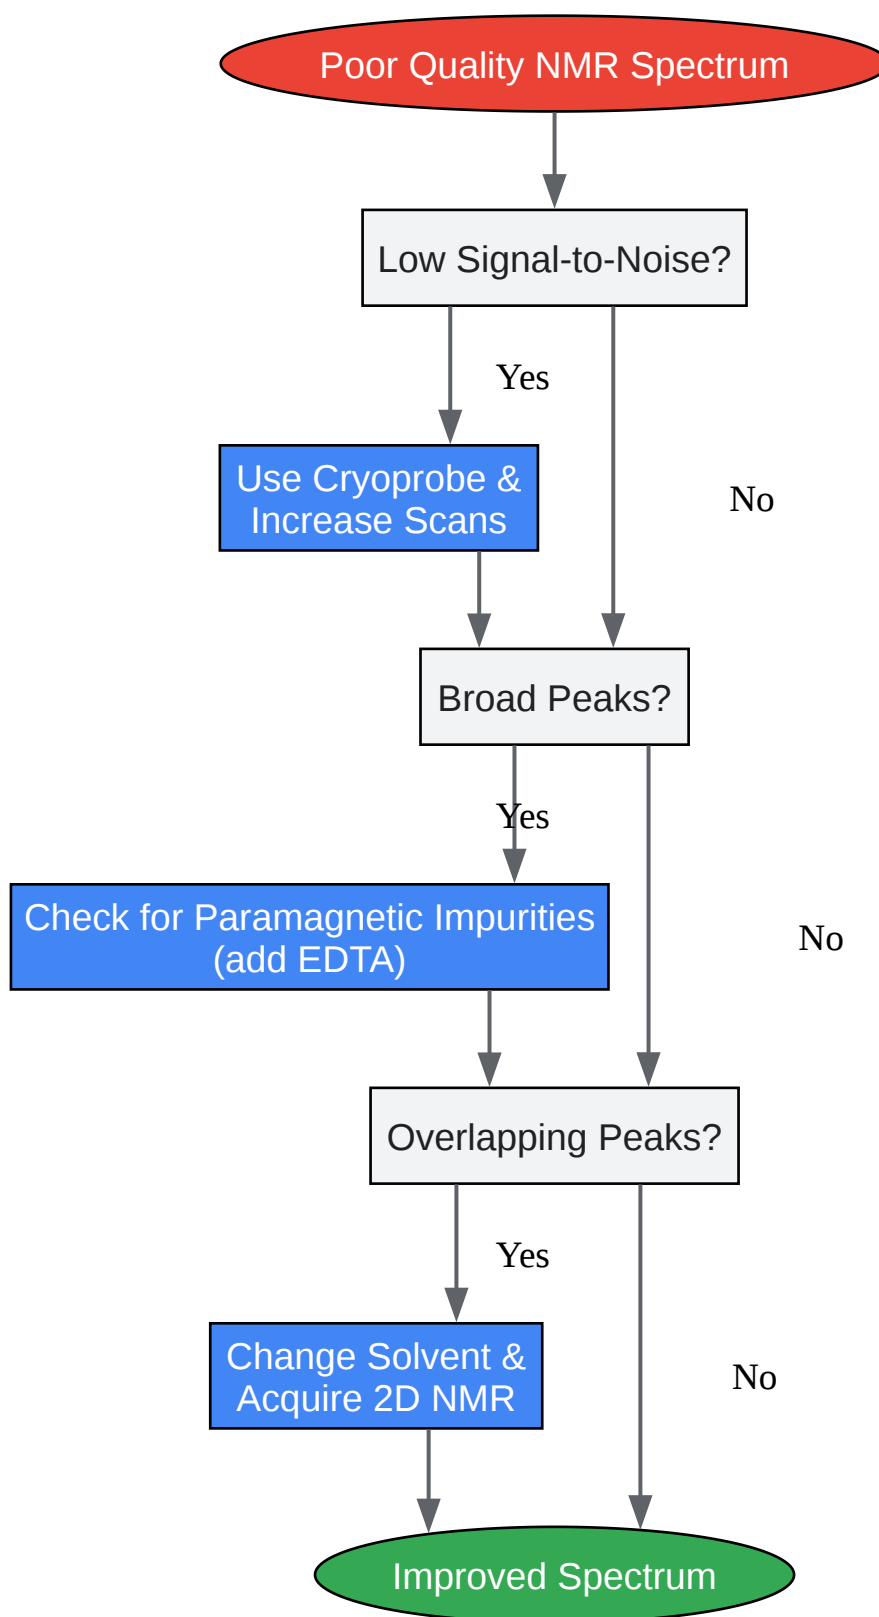 Poor Quality NMR Spectrum
Low Signal-to-Noise?
Yes
Use Cryoprobe &
Increase Scans
No
Broad Peaks?
Yes
Check for Paramagnetic Impurities
(add EDTA)
No
Overlapping Peaks?
Yes
Change Solvent &
Acquire 2D NMR
No
Improved Spectrum